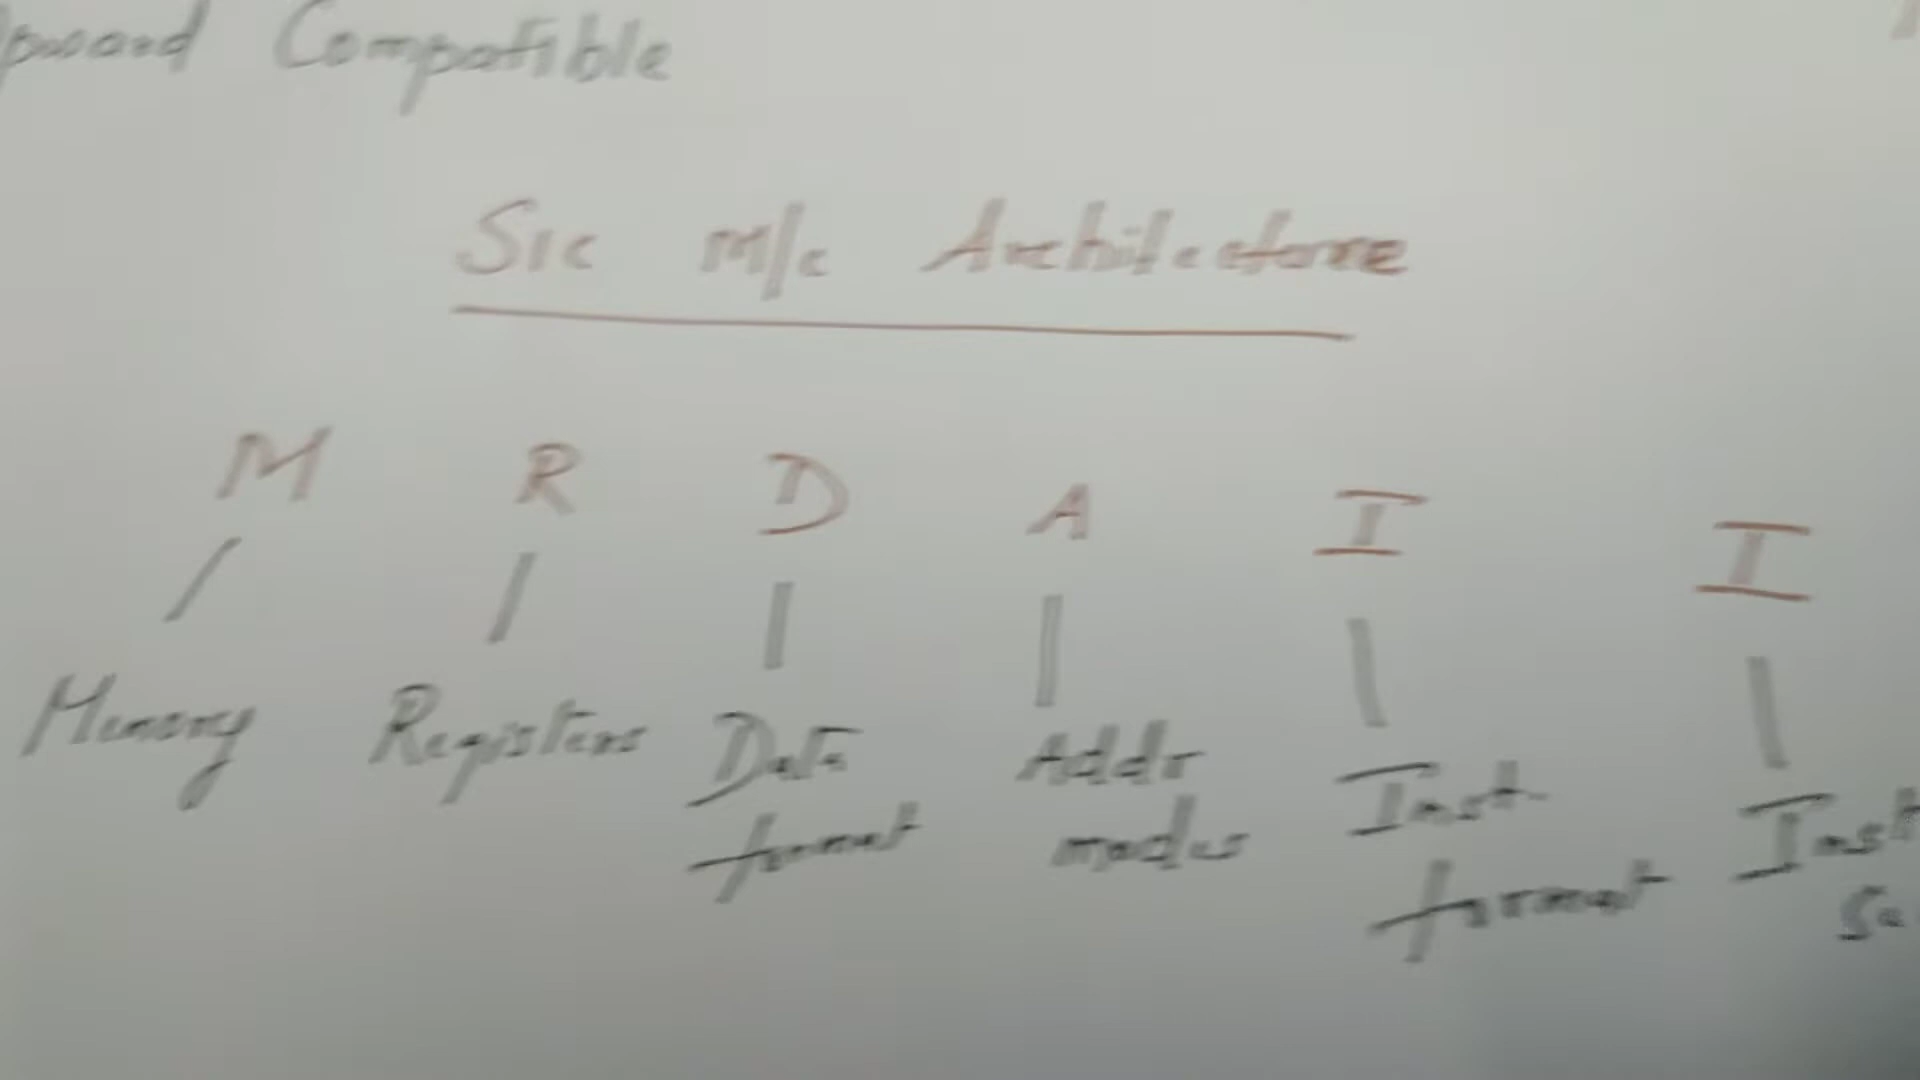 Compatible
Sic M/c Architecture
M R D A I I
Memory Registers Data format Addr modes Inst format Inst